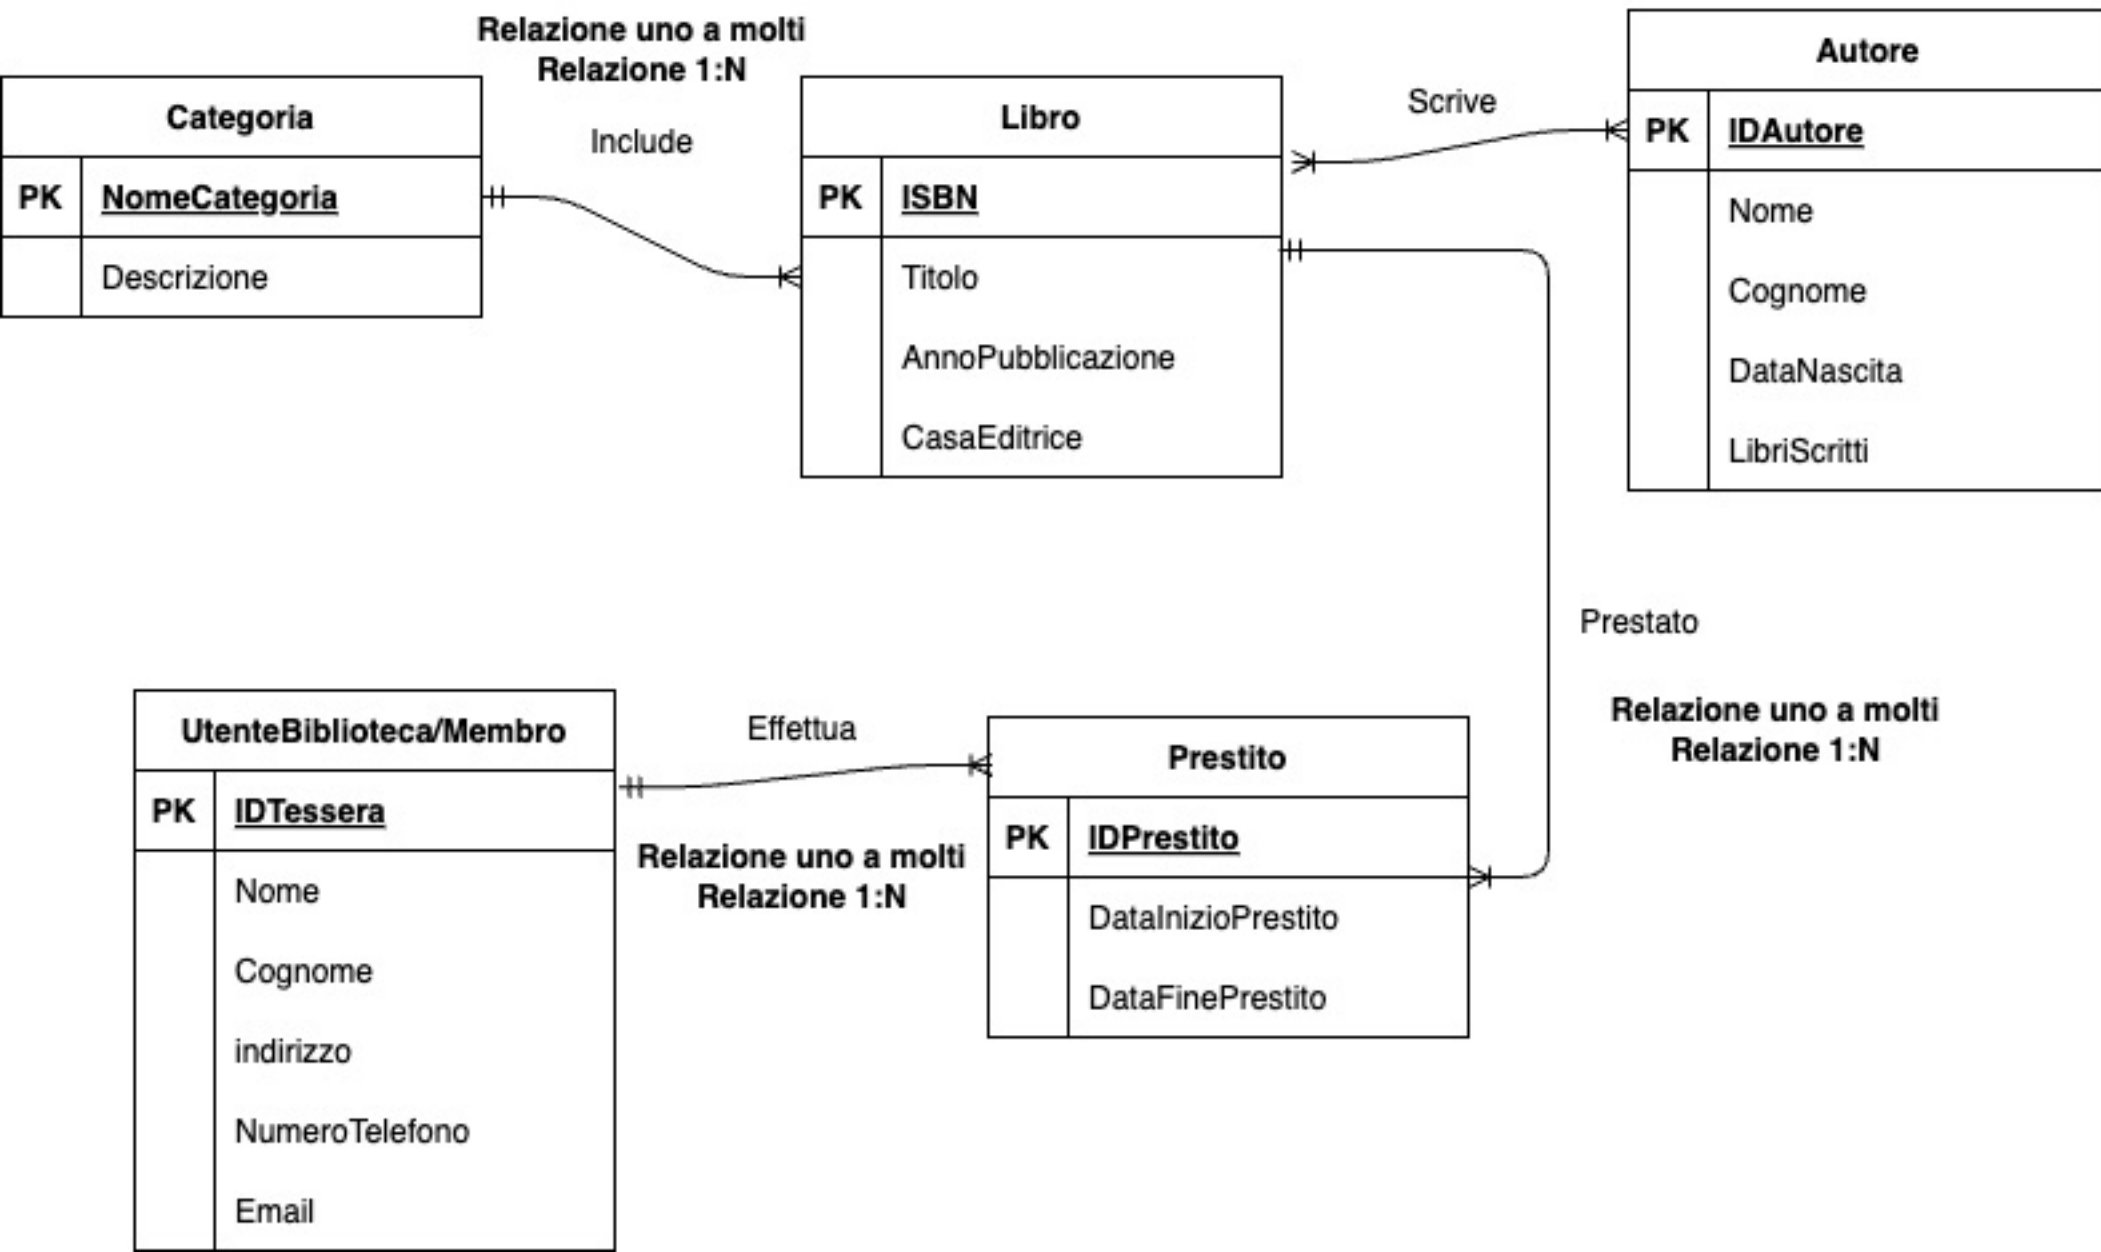 Relazione uno a molti
Relazione 1:N
Categoria
PK NomeCategoria
Descrizione
Include
Libro
PK ISBN
Titolo
AnnoPubblicazione
CasaEditrice
Scrive
Autore
PK IDAutore
Nome
Cognome
DataNascita
LibriScritti
Prestato
Relazione uno a molti
Relazione 1:N
UtenteBiblioteca/Membro
PK IDTessera
Nome
Cognome
indirizzo
NumeroTelefono
Email
Effettua
Relazione uno a molti
Relazione 1:N
Prestito
PK IDPrestito
DataInizioPrestito
DataFinePrestito